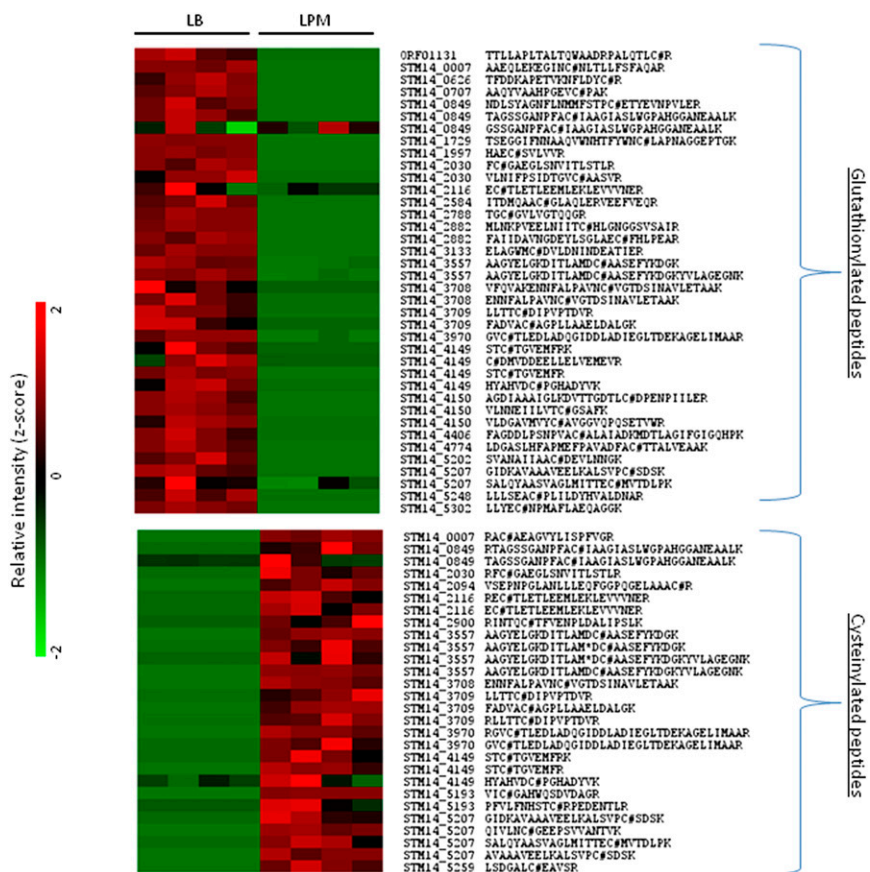 LB LPM
ORF01131 TTLLAPLTALTQWAADRPALQTLC#R
STM14_0007 AAEQLEKEGINC#NLTLLFSFAQAR
STM14_0626 TFDDKAPETVKNFLDYC#R
STM14_0707 AAQYVAAHPGEVC#PAK
STM14_0849 NDLSYAGNFLNMMFSTPC#ETYEVNPVLER
STM14_0849 TAGSSGANPFAC#IAAGIASLWGPAHGGANEAALK
STM14_0849 GSSGANPFAC#IAAGIASLWGPAHGGANEAALK
STM14_1729 TSEGGIFNNAAQVWNHTFYWNC#LAPNAGGEPTGK
STM14_1997 HAEC#SVLVVR
STM14_2030 FC#GAEGLSNVITLSTLR
STM14_2030 VLNIFPSIDTGVC#AASVR
STM14_2116 EC#TLETLEEMLEKLEVVVNER
STM14_2584 ITDMQAAC#GLAQLERVEEFVEQR
STM14_2788 TGC#GVLVGTQQGR
STM14_2882 MLNKPVEELNIITC#HLGNGGSVSAIR
STM14_2882 FAIIDAVNGDEYLSGLAEC#FHLPEAR
STM14_3133 ELAGWMC#DVLDNINDEATIER
STM14_3557 AAGYELGKDITLAMDC#AASEFYKDGK
STM14_3557 AAGYELGKDITLAMDC#AASEFYKDGKYVLAGEGNK
STM14_3708 VFQVAKENNFALPAVNC#VGTDSINAVLETAAK
STM14_3708 ENNFALPAVNC#VGTDSINAVLETAAK
STM14_3709 LLTTC#DIPVPTDVR
STM14_3709 FADVAC#AGPLLAAELDALGK
STM14_3970 GVC#TLEDLADQGIDDLADIEGLTDEKAGELIMAAR
STM14_4149 STC#TGVEMFRK
STM14_4149 C#DMVDDEELLELVEMEVR
STM14_4149 STC#TGVEMFR
STM14_4149 HYAHVDC#PGHADYVK
STM14_4150 AGDIAAAIGLKDVTTGDTLC#DPENPIILER
STM14_4150 VLNNEIILVTC#GSAFK
STM14_4150 VLDGAVMVYC#AVGGVQPQSETVWR
STM14_4406 FAGDDLPSNPVAC#ALAIADKMDTLAGIFGIGQHPK
STM14_4774 LDGASLHFAPMEFPAVADFAC#TTALVEAAK
STM14_5202 SVANAIIAAC#DEVLNNGK
STM14_5207 GIDKAVAAAVEELKALSVPC#SDSK
STM14_5207 SALQYAASVAGLMITTEC#MVTDLPK
STM14_5248 LLLSEAC#PLILDYHVALDNAR
STM14_5302 LLYEC#NPMAFLAEQAGGK
Glutathionylated peptides
Relative intensity (z-score)
2
0
-2
STM14_0007 RAC#AEAGVYLISPFVGR
STM14_0849 RTAGSSGANPFAC#IAAGIASLWGPAHGGANEAALK
STM14_0849 TAGSSGANPFAC#IAAGIASLWGPAHGGANEAALK
STM14_2030 RFC#GAEGLSNVITLSTLR
STM14_2094 VSEPNPGLANLLLEQFGGPQGELAAAC#R
STM14_2116 REC#TLETLEEMLEKLEVVVNER
STM14_2116 EC#TLETLEEMLEKLEVVVNER
STM14_2900 RINTQC#TFVENPLDALIPSLK
STM14_3557 AAGYELGKDITLAMDC#AASEFYKDGK
STM14_3557 AAGYELGKDITLAM*DC#AASEFYKDGK
STM14_3557 AAGYELGKDITLAM*DC#AASEFYKDGKYVLAGEGNK
STM14_3557 AAGYELGKDITLAMDC#AASEFYKDGKYVLAGEGNK
STM14_3708 ENNFALPAVNC#VGTDSINAVLETAAK
STM14_3709 LLTTC#DIPVPTDVR
STM14_3709 FADVAC#AGPLLAAELDALGK
STM14_3709 RLLTTC#DIPVPTDVR
STM14_3970 RGVC#TLEDLADQGIDDLADIEGLTDEKAGELIMAAR
STM14_3970 GVC#TLEDLADQGIDDLADIEGLTDEKAGELIMAAR
STM14_4149 STC#TGVEMFRK
STM14_4149 STC#TGVEMFR
STM14_4149 HYAHVDC#PGHADYVK
STM14_5193 VIC#GAHWQSDVDAGR
STM14_5193 PFVLFNHSTC#RPEDENTLR
STM14_5207 GIDKAVAAAVEELKALSVPC#SDSK
STM14_5207 QIVLNC#GEEPSVVANTVK
STM14_5207 SALQYAASVAGLMITTEC#MVTDLPK
STM14_5207 AVAAAVEELKALSVPC#SDSK
STM14_5259 LSDGALC#EAVSR
Cysteinylated peptides